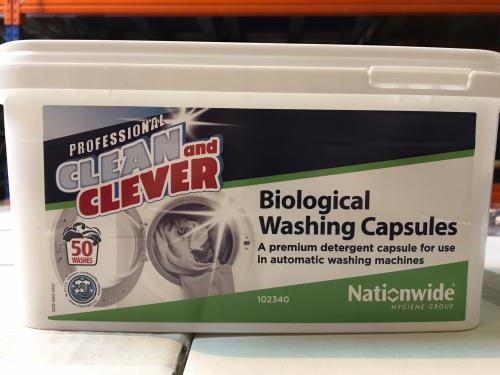 PROFESSIONAL
CLEAN and
CLEVER
Biological
Washing Capsules
A premium detergent capsule for use
in automatic washing machines
50
WASHES
102340
Nationwide
HYGIENE GROUP